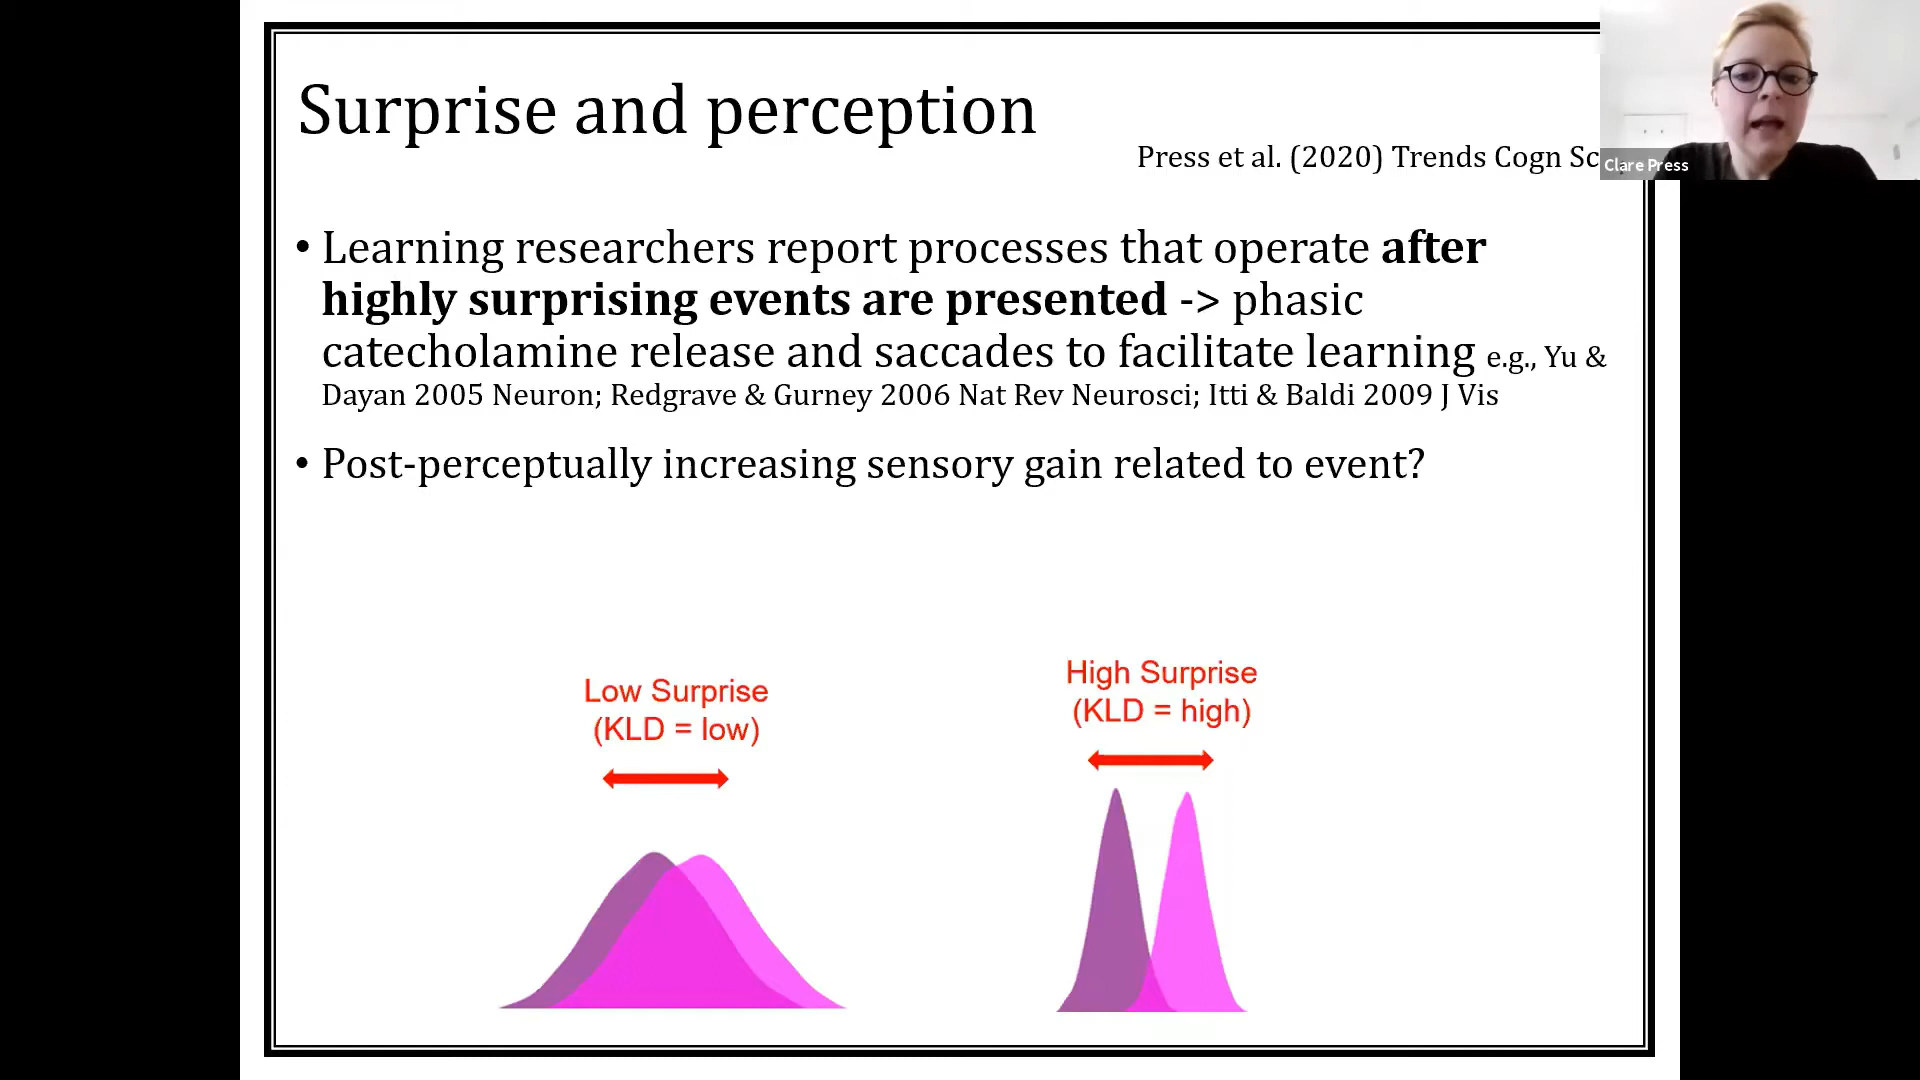 Surprise and perception
Press et al. (2020) Trends Cogn Sc
Clare Press
• Learning researchers report processes that operate after
highly surprising events are presented -> phasic
catecholamine release and saccades to facilitate learning e.g., Yu &
Dayan 2005 Neuron; Redgrave & Gurney 2006 Nat Rev Neurosci; Itti & Baldi 2009 J Vis
• Post-perceptually increasing sensory gain related to event?
Low Surprise
(KLD = low)
High Surprise
(KLD = high)